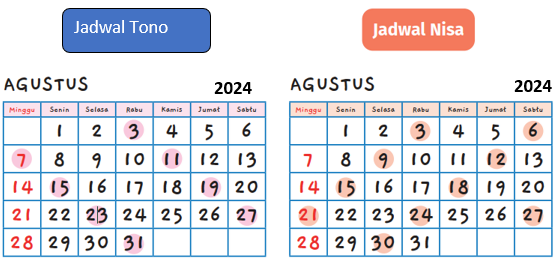 Jadwal Tono
Jadwal Nisa
AGUSTUS 2024
Minggu Senin Selasa Rabu Kamis Jumat Sabtu
1 2 3 4 5 6
7 8 9 10 11 12 13
14 15 16 17 18 19 20
21 22 23 24 25 26 27
28 29 30 31
AGUSTUS 2024
Minggu Senin Selasa Rabu Kamis Jumat Sabtu
1 2 3 4 5 6
7 8 9 10 11 12 13
14 15 16 17 18 19 20
21 22 23 24 25 26 27
28 29 30 31